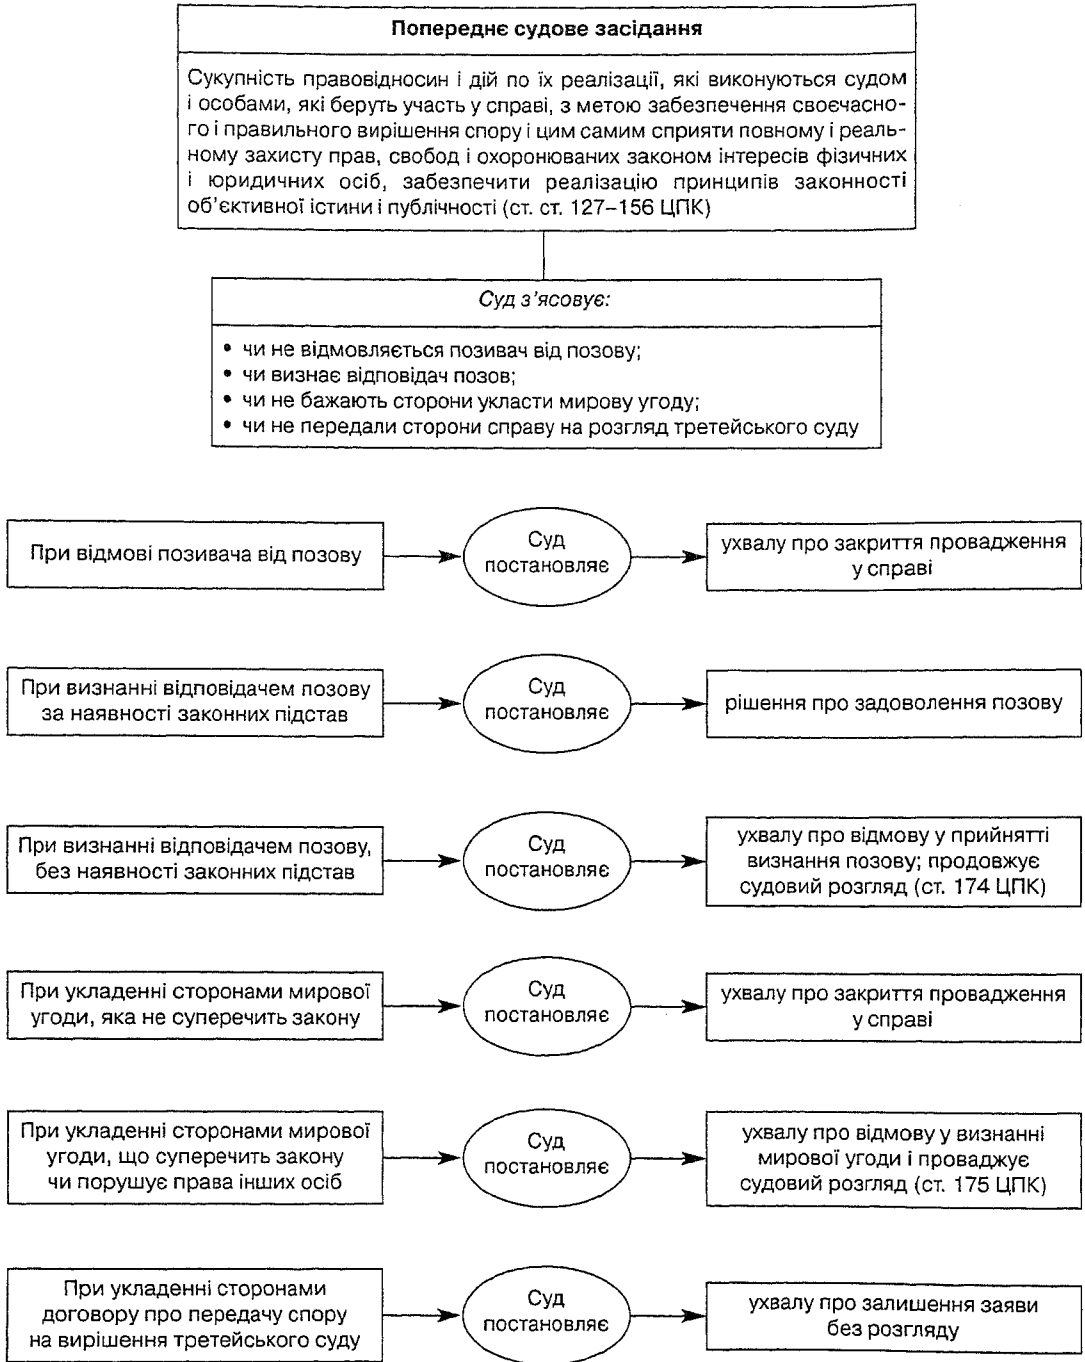 Попереднє судове засідання
Сукупність правовідносин і дій по їх реалізації, які виконуються судом
і особами, які беруть участь у справі, з метою забезпечення своєчасно-
го і правильного вирішення спору і цим самим сприяти повному і реаль-
ному захисту прав, свобод і охоронюваних законом інтересів фізичних
і юридичних осіб, забезпечити реалізацію принципів законності
об’єктивної істини і публічності (ст. ст. 127–156 ЦПК)
Суд з’ясовує:
• чи не відмовляється позивач від позову;
• чи визнає відповідач позов;
• чи не бажають сторони укласти мирову угоду;
• чи не передали сторони справу на розгляд третейського суду
При відмові позивача від позову
Суд
постановляє
ухвалу про закриття провадження
у справі
При визнанні відповідачем позову
за наявності законних підстав
Суд
постановляє
рішення про задоволення позову
При визнанні відповідачем позову,
без наявності законних підстав
Суд
постановляє
ухвалу про відмову у прийнятті
визнання позову; продовжує
судовий розгляд (ст. 174 ЦПК)
При укладенні сторонами мирової
угоди, яка не суперечить закону
Суд
постановляє
ухвалу про закриття провадження
у справі
При укладенні сторонами мирової
угоди, що суперечить закону
чи порушує права інших осіб
Суд
постановляє
ухвалу про відмову у визнанні
мирової угоди і проваджує
судовий розгляд (ст. 175 ЦПК)
При укладенні сторонами
договору про передачу спору
на вирішення третейського суду
Суд
постановляє
ухвалу про залишення заяви
без розгляду